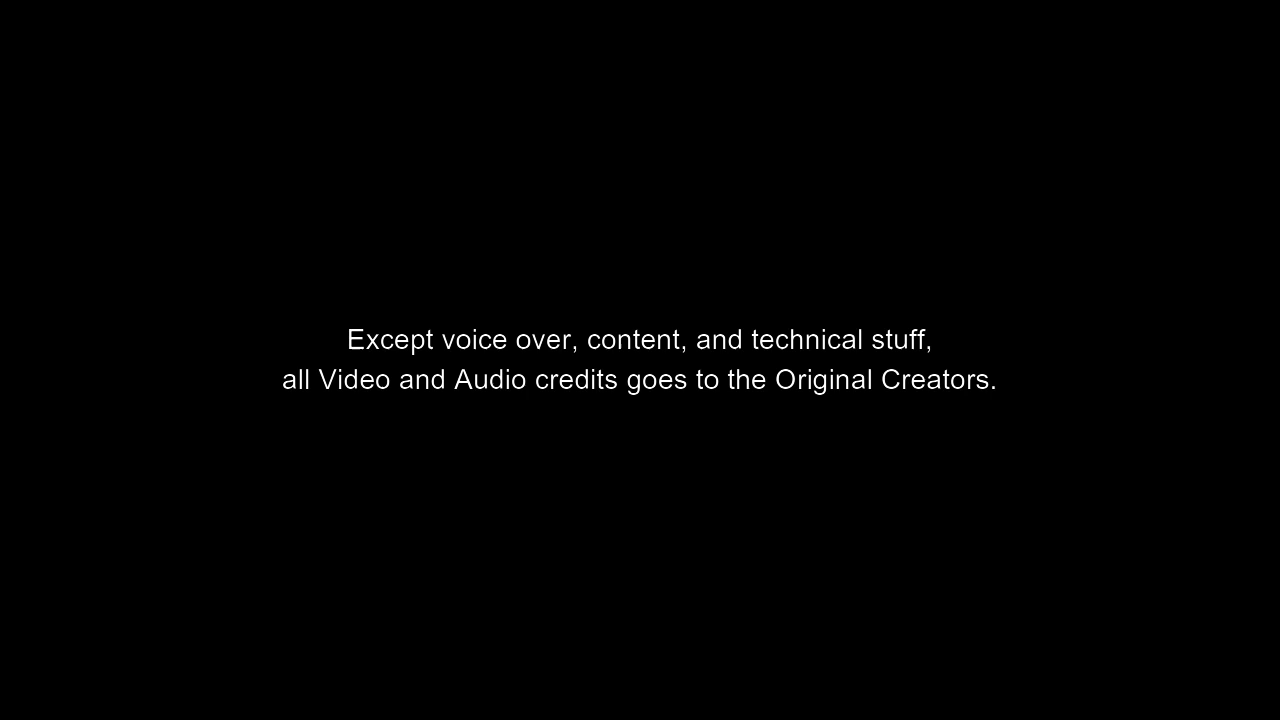 Except voice over, content, and technical stuff,
all Video and Audio credits goes to the Original Creators.